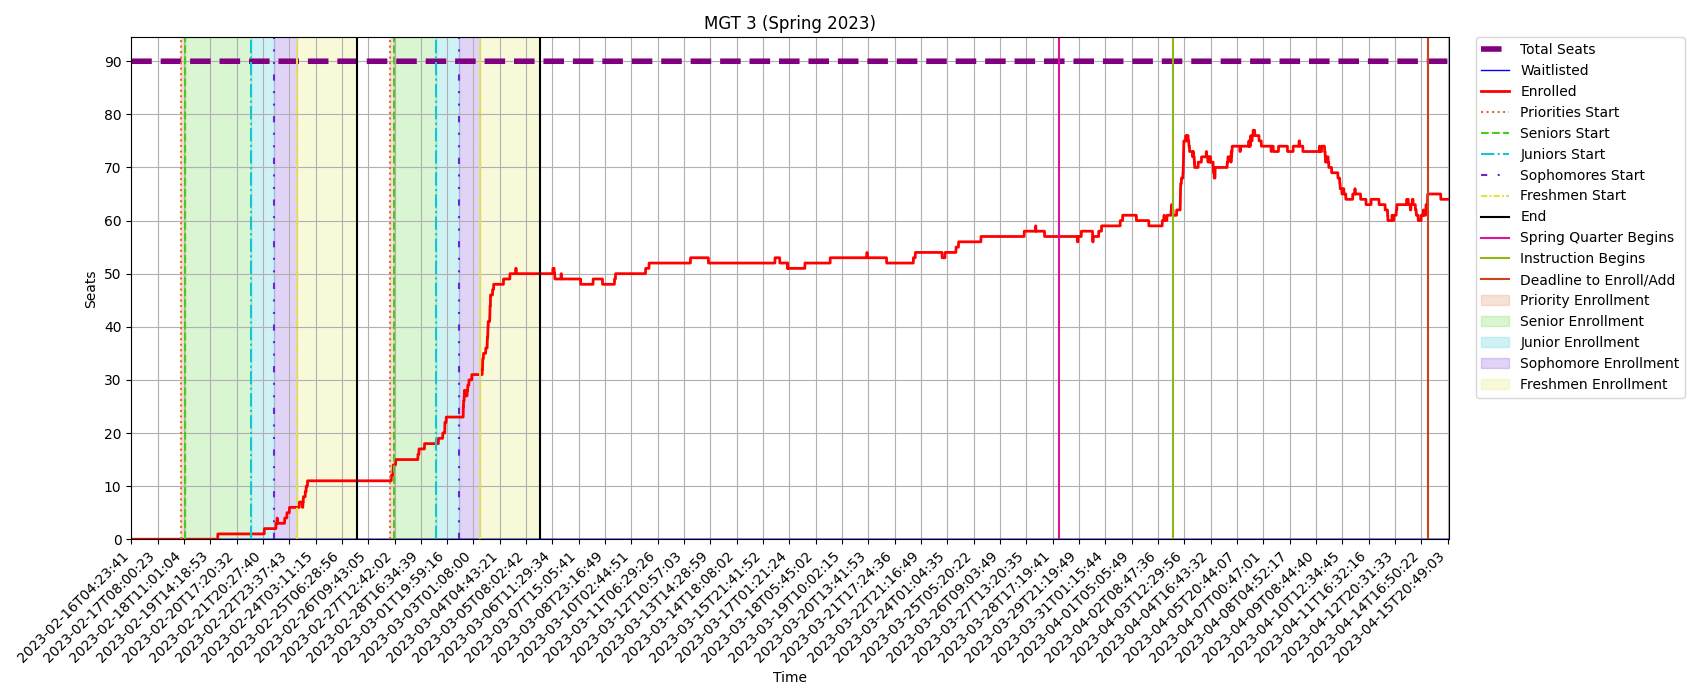 MGT 3 (Spring 2023)
Seats
90
80
70
60
50
40
30
20
10
0
2023-02-16T04:23:41
2023-02-17T08:00:23
2023-02-18T11:01:04
2023-02-19T14:18:53
2023-02-20T17:20:32
2023-02-21T20:27:40
2023-02-22T23:37:43
2023-02-24T03:11:15
2023-02-25T06:28:56
2023-02-26T09:43:05
2023-02-27T12:42:02
2023-02-28T16:34:39
2023-03-01T19:59:16
2023-03-03T01:08:00
2023-03-04T04:43:21
2023-03-05T08:02:42
2023-03-06T11:29:34
2023-03-07T15:05:41
2023-03-08T23:16:49
2023-03-10T02:44:51
2023-03-11T06:29:26
2023-03-12T10:57:03
2023-03-13T14:28:59
2023-03-14T18:08:02
2023-03-15T21:41:52
2023-03-17T01:21:24
2023-03-18T05:45:02
2023-03-19T10:02:15
2023-03-20T13:41:53
2023-03-21T17:24:36
2023-03-22T21:16:49
2023-03-24T01:04:35
2023-03-25T05:20:22
2023-03-26T09:03:49
2023-03-27T13:20:35
2023-03-28T17:19:41
2023-03-29T21:19:49
2023-03-31T01:15:44
2023-04-01T05:05:49
2023-04-02T08:47:36
2023-04-03T12:29:56
2023-04-04T16:43:32
2023-04-05T20:44:07
2023-04-07T00:47:01
2023-04-08T04:52:17
2023-04-09T08:44:40
2023-04-10T12:34:45
2023-04-11T16:32:16
2023-04-12T20:31:33
2023-04-14T16:50:22
2023-04-15T20:49:03
Time
Total Seats
Waitlisted
Enrolled
Priorities Start
Seniors Start
Juniors Start
Sophomores Start
Freshmen Start
End
Spring Quarter Begins
Instruction Begins
Deadline to Enroll/Add
Priority Enrollment
Senior Enrollment
Junior Enrollment
Sophomore Enrollment
Freshmen Enrollment